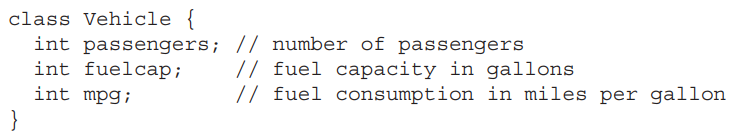 class Vehicle {
  int passengers; // number of passengers
  int fuelcap;    // fuel capacity in gallons
  int mpg;        // fuel consumption in miles per gallon
}